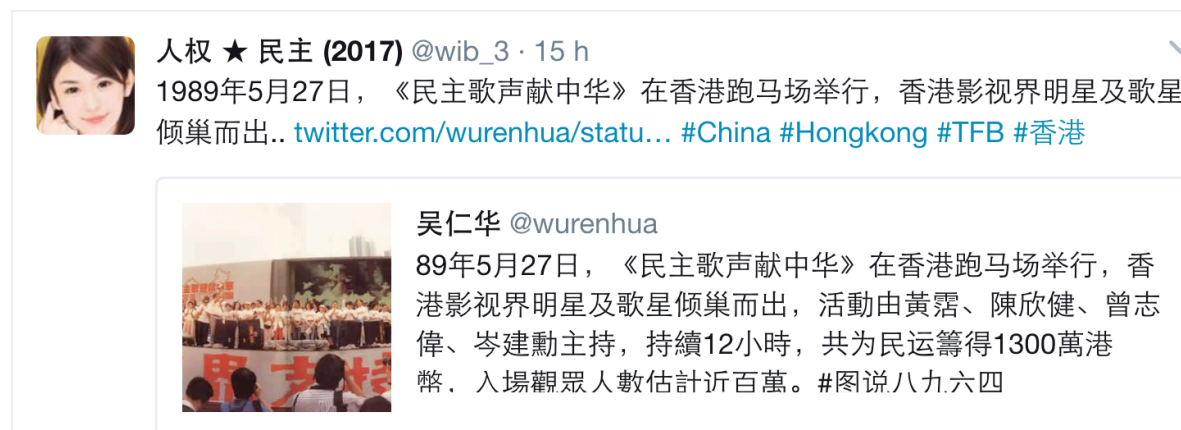 人权 ★ 民主 (2017) @wib_3 · 15 h
1989年5月27日，《民主歌声献中华》在香港跑马场举行，香港影视界明星及歌星
倾巢而出.. twitter.com/wurenhua/statu… #China #Hongkong #TFB #香港
吴仁华 @wurenhua
89年5月27日，《民主歌声献中华》在香港跑马场举行，香
港影视界明星及歌星倾巢而出，活動由黃霑、陳欣健、曾志
偉、岑建勳主持，持續12小時，共为民运籌得1300萬港
幣，入場觀眾人數估計近百萬。#图说八九六四